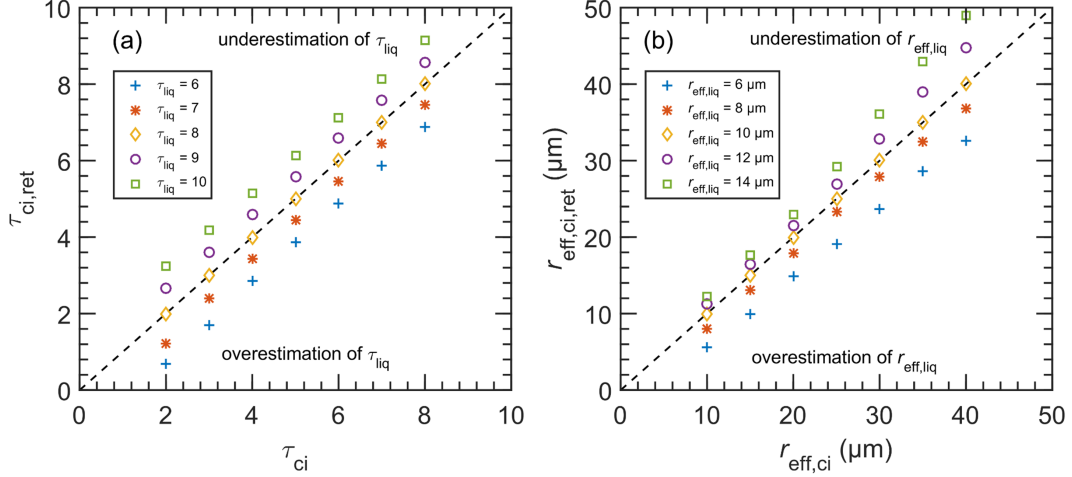 (a)
underestimation of τliq
τliq = 6
τliq = 7
τliq = 8
τliq = 9
τliq = 10
overestimation of τliq
10
8
6
4
2
0
0
2
4
6
8
10
τci,ret
τci
(b)
underestimation of reff,liq
reff,liq = 6 μm
reff,liq = 8 μm
reff,liq = 10 μm
reff,liq = 12 μm
reff,liq = 14 μm
overestimation of reff,liq
50
40
30
20
10
0
0
10
20
30
40
50
reff,ci,ret (μm)
reff,ci (μm)